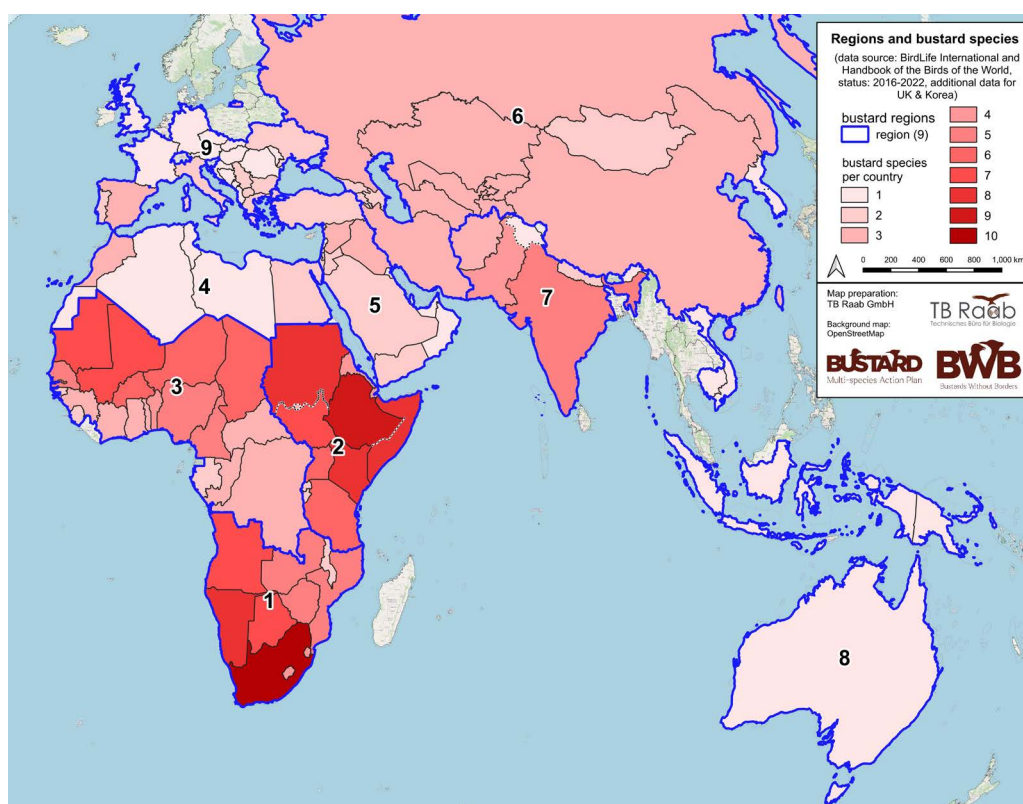 Regions and bustard species
(data source: BirdLife International and
Handbook of the Birds of the World,
status: 2016-2022, additional data for
UK & Korea)
bustard regions
region (9)
bustard species
per country
1
2
3
4
5
6
7
8
9
10
0 200 400 600 800 1,000 km
Map preparation:
TB Raab GmbH
Background map:
OpenStreetMap
TB Raab
Technisches Büro für Biologie
BUSTARD
Multi-species Action Plan
BWB
Bustards Without Borders
6
9
4
5
7
3
2
1
8